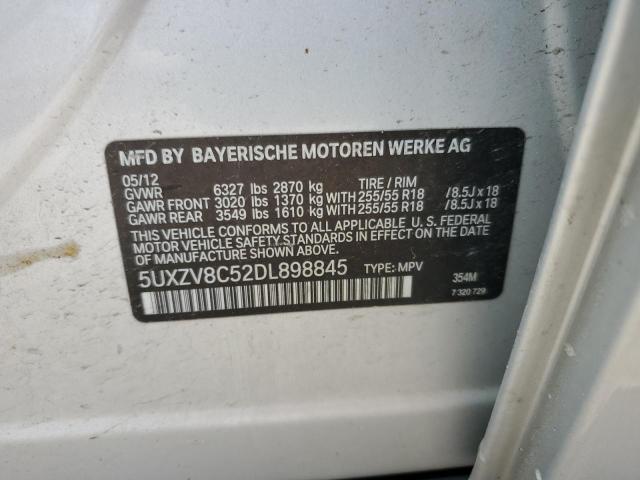 MFD BY BAYERISCHE MOTOREN WERKE AG
05/12
GVWR 6327 lbs 2870 kg TIRE / RIM
GAWR FRONT 3020 lbs 1370 kg WITH 255/55 R18 /8.5J x 18
GAWR REAR 3549 lbs 1610 kg WITH 255/55 R18 /8.5J x 18
THIS VEHICLE CONFORMS TO ALL APPLICABLE U. S. FEDERAL
MOTOR VEHICLE SAFETY STANDARDS IN EFFECT ON THE DATE
OF MANUFACTURE SHOWN ABOVE.
5UXZV8C52DL898845 TYPE: MPV
354M
7 320 729